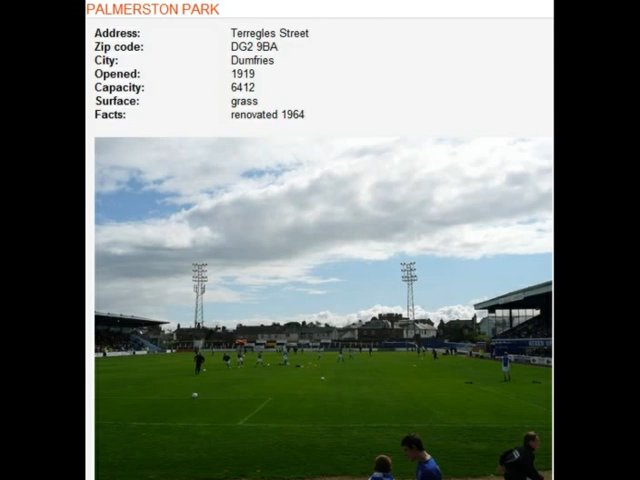 PALMERSTON PARK
Address: Terregles Street
Zip code: DG2 9BA
City: Dumfries
Opened: 1919
Capacity: 6412
Surface: grass
Facts: renovated 1964